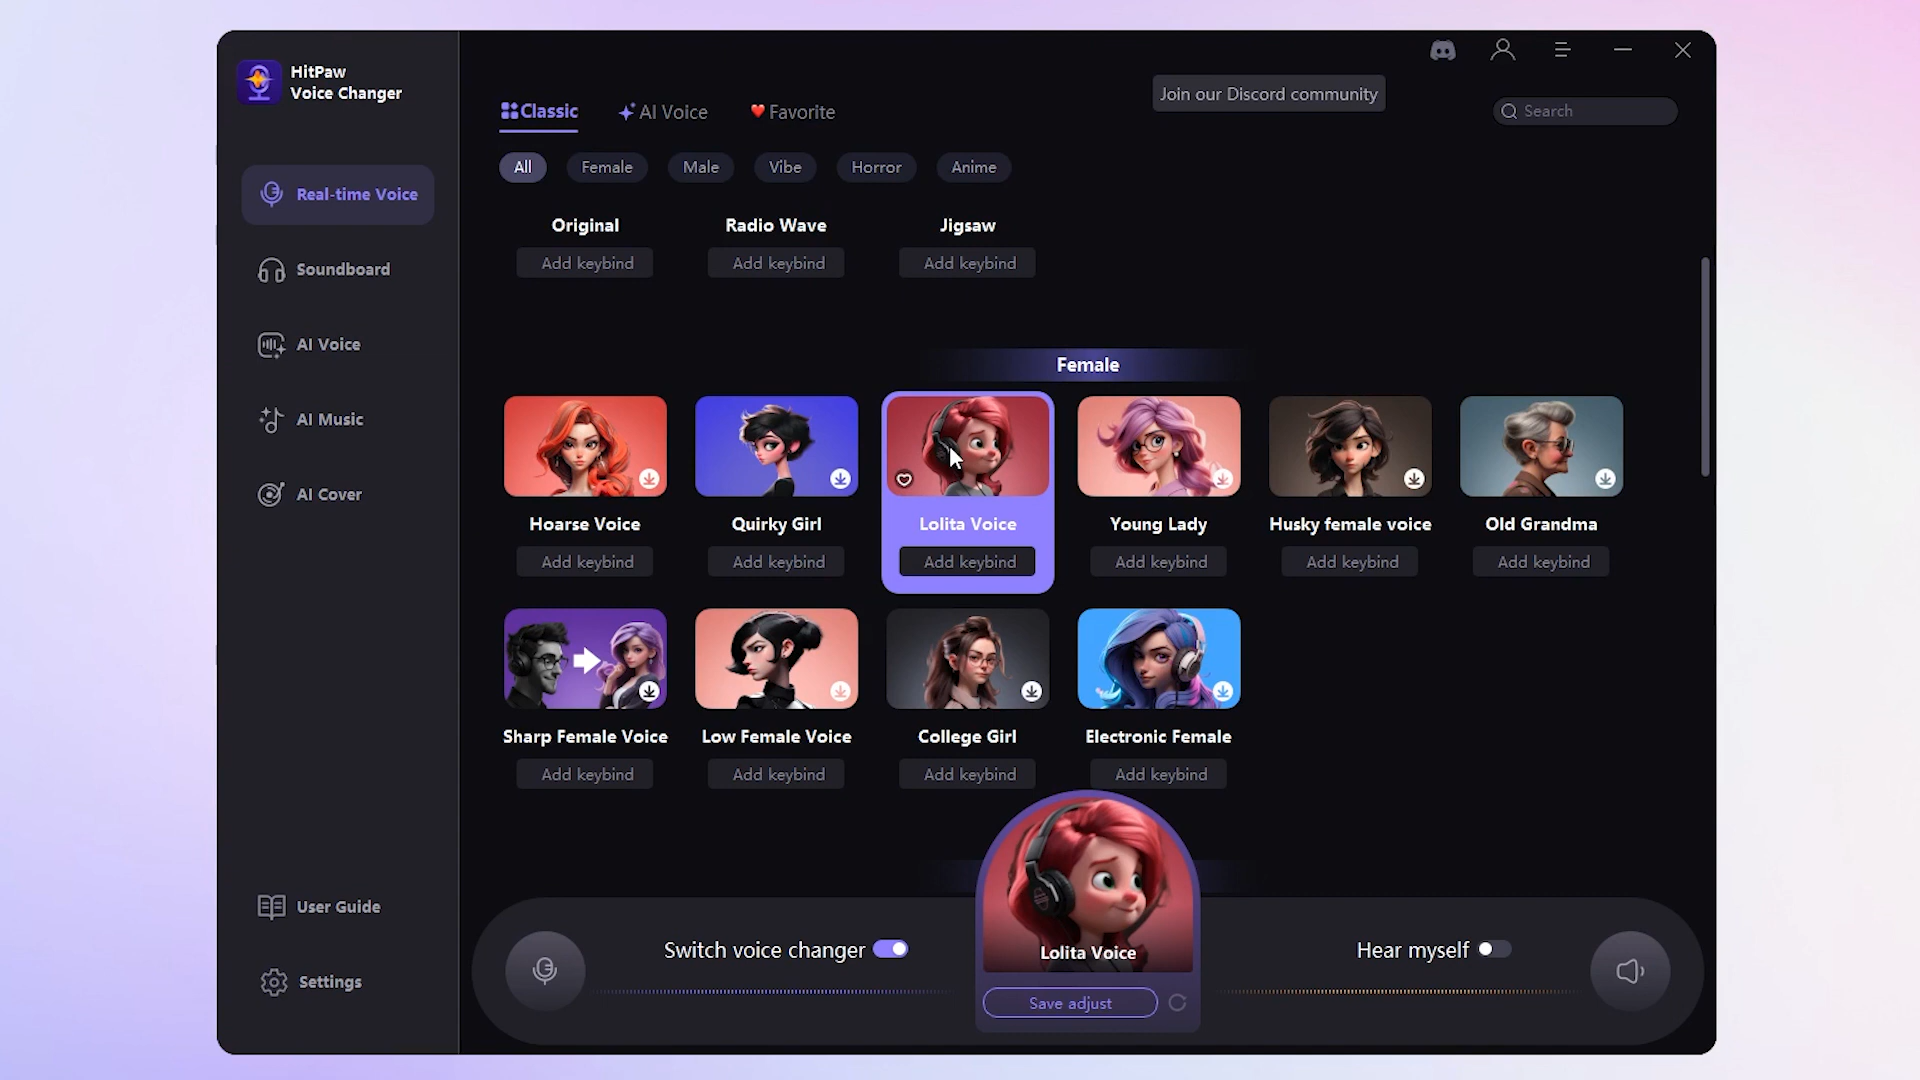 HitPaw
Voice Changer
Join our Discord community
Classic
AI Voice
Favorite
Search
All
Female
Male
Vibe
Horror
Anime
Real-time Voice
Soundboard
AI Voice
AI Music
AI Cover
User Guide
Settings
Original
Radio Wave
Jigsaw
Add keybind
Add keybind
Add keybind
Female
Hoarse Voice
Quirky Girl
Lolita Voice
Young Lady
Husky female voice
Old Grandma
Add keybind
Add keybind
Add keybind
Add keybind
Add keybind
Add keybind
Sharp Female Voice
Low Female Voice
College Girl
Electronic Female
Add keybind
Add keybind
Add keybind
Add keybind
Switch voice changer
Lolita Voice
Hear myself
Save adjust